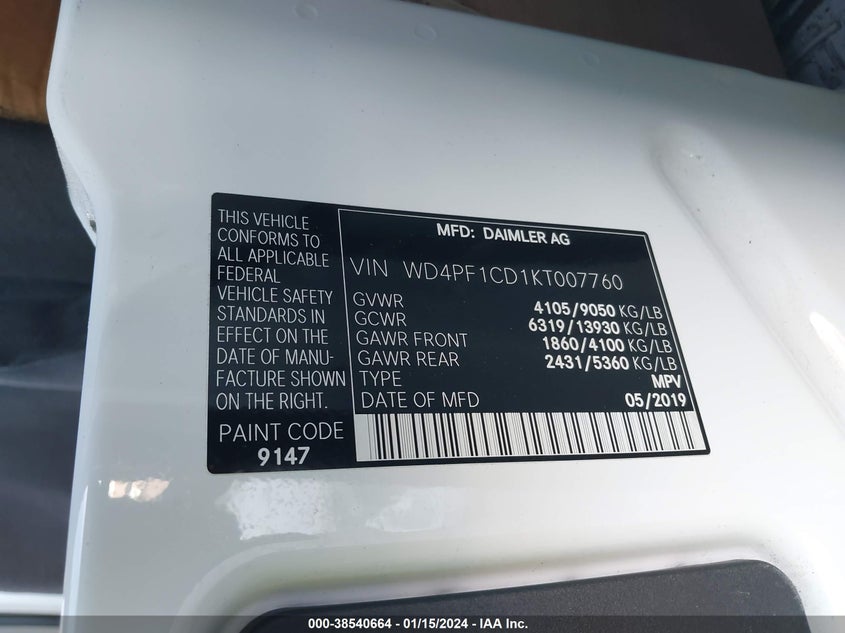 THIS VEHICLE
CONFORMS TO
ALL APPLICABLE
FEDERAL
VEHICLE SAFETY
STANDARDS IN
EFFECT ON THE
DATE OF MANU-
FACTURE SHOWN
ON THE RIGHT.
PAINT CODE
9147
MFD: DAIMLER AG
VIN WD4PF1CD1KT007760
GVWR 4105/9050 KG/LB
GCWR 6319/13930 KG/LB
GAWR FRONT 1860/4100 KG/LB
GAWR REAR 2431/5360 KG/LB
TYPE MPV
DATE OF MFD 05/2019
000-38540664 - 01/15/2024 - IAA Inc.